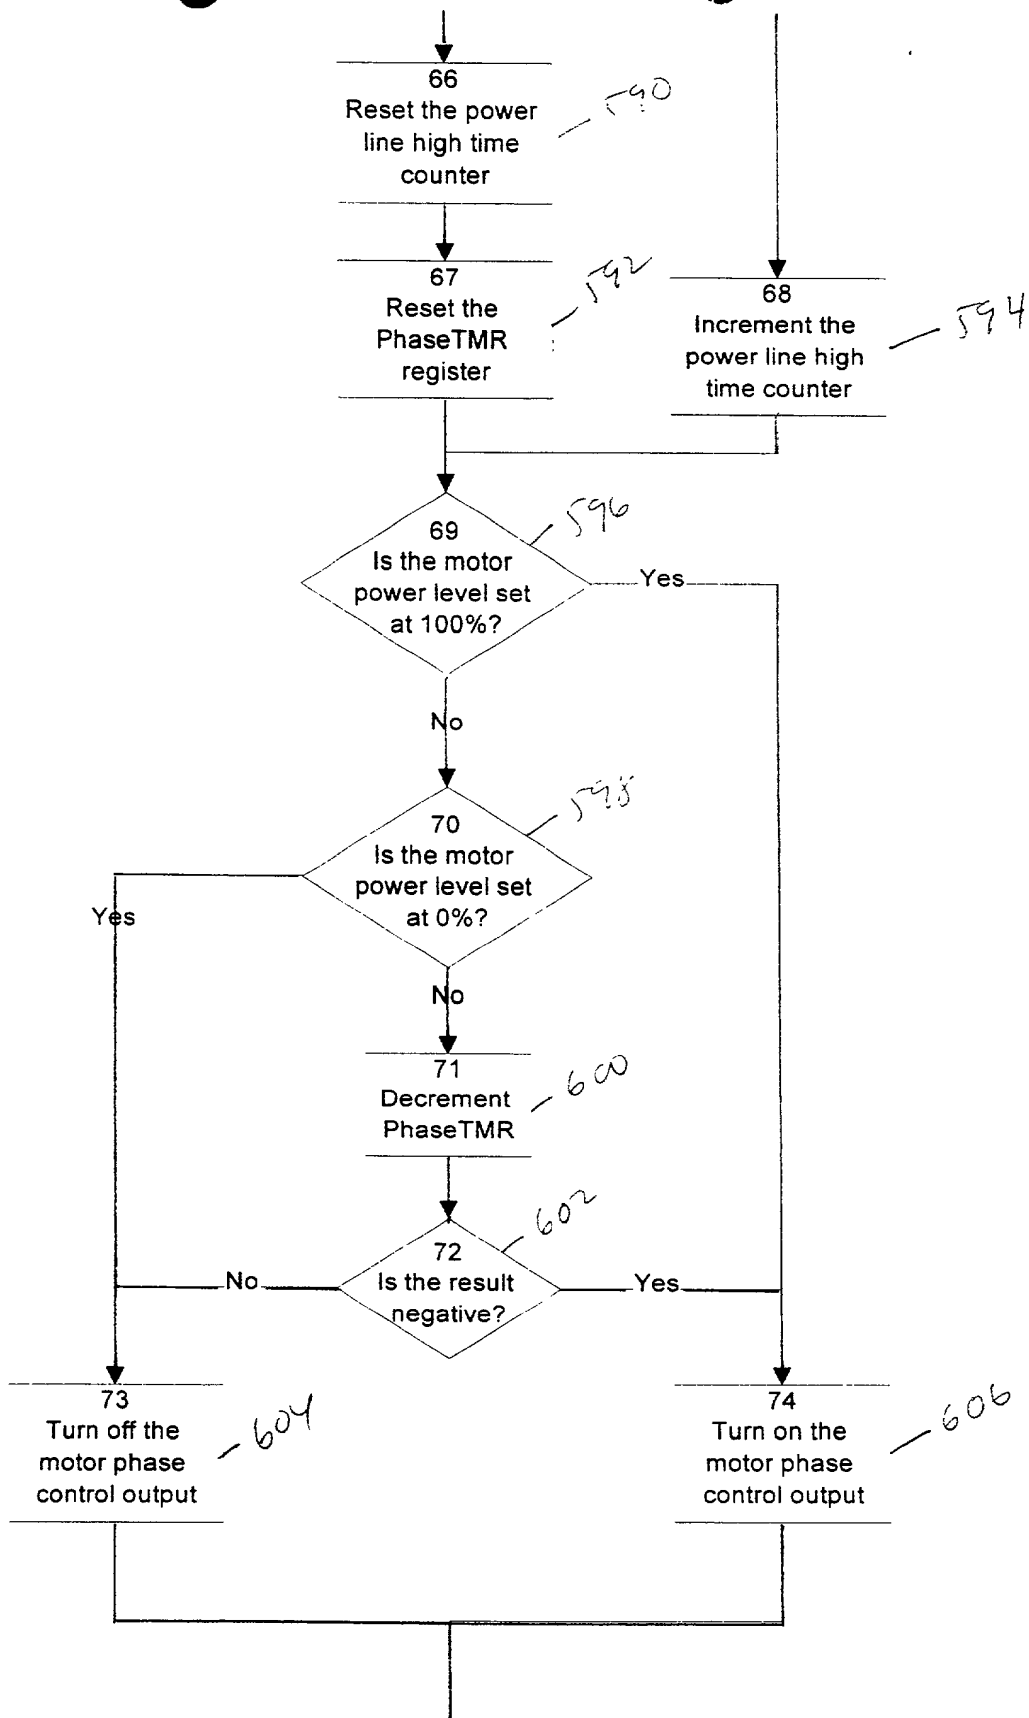 66
Reset the power
line high time
counter
590
67
Reset the
PhaseTMR
register
592
68
Increment the
power line high
time counter
594
69
Is the motor
power level set
at 100%?
596
Yes
No
70
Is the motor
power level set
at 0%?
598
Yes
No
71
Decrement
PhaseTMR
600
72
Is the result
negative?
602
No
Yes
73
Turn off the
motor phase
control output
604
74
Turn on the
motor phase
control output
606